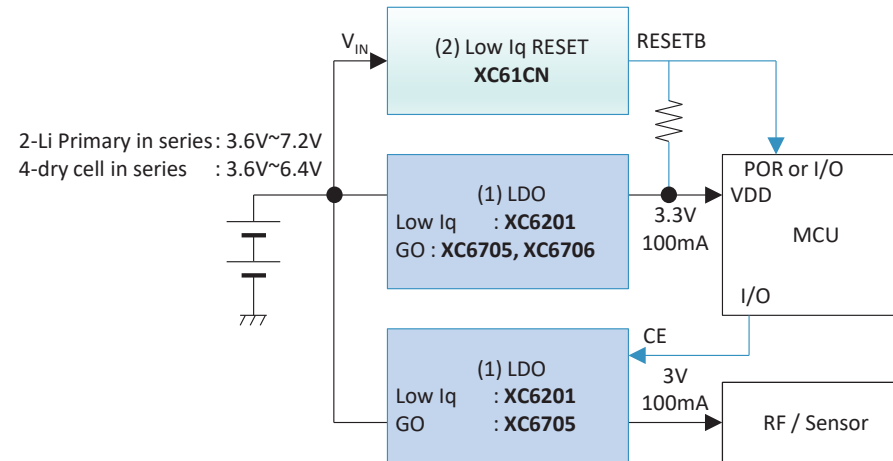 V_IN
(2) Low Iq RESET
XC61CN
RESETB
2-Li Primary in series : 3.6V~7.2V
4-dry cell in series : 3.6V~6.4V
(1) LDO
Low Iq : XC6201
GO : XC6705, XC6706
3.3V
100mA
POR or I/O
VDD
MCU
I/O
CE
(1) LDO
Low Iq : XC6201
GO : XC6705
3V
100mA
RF / Sensor